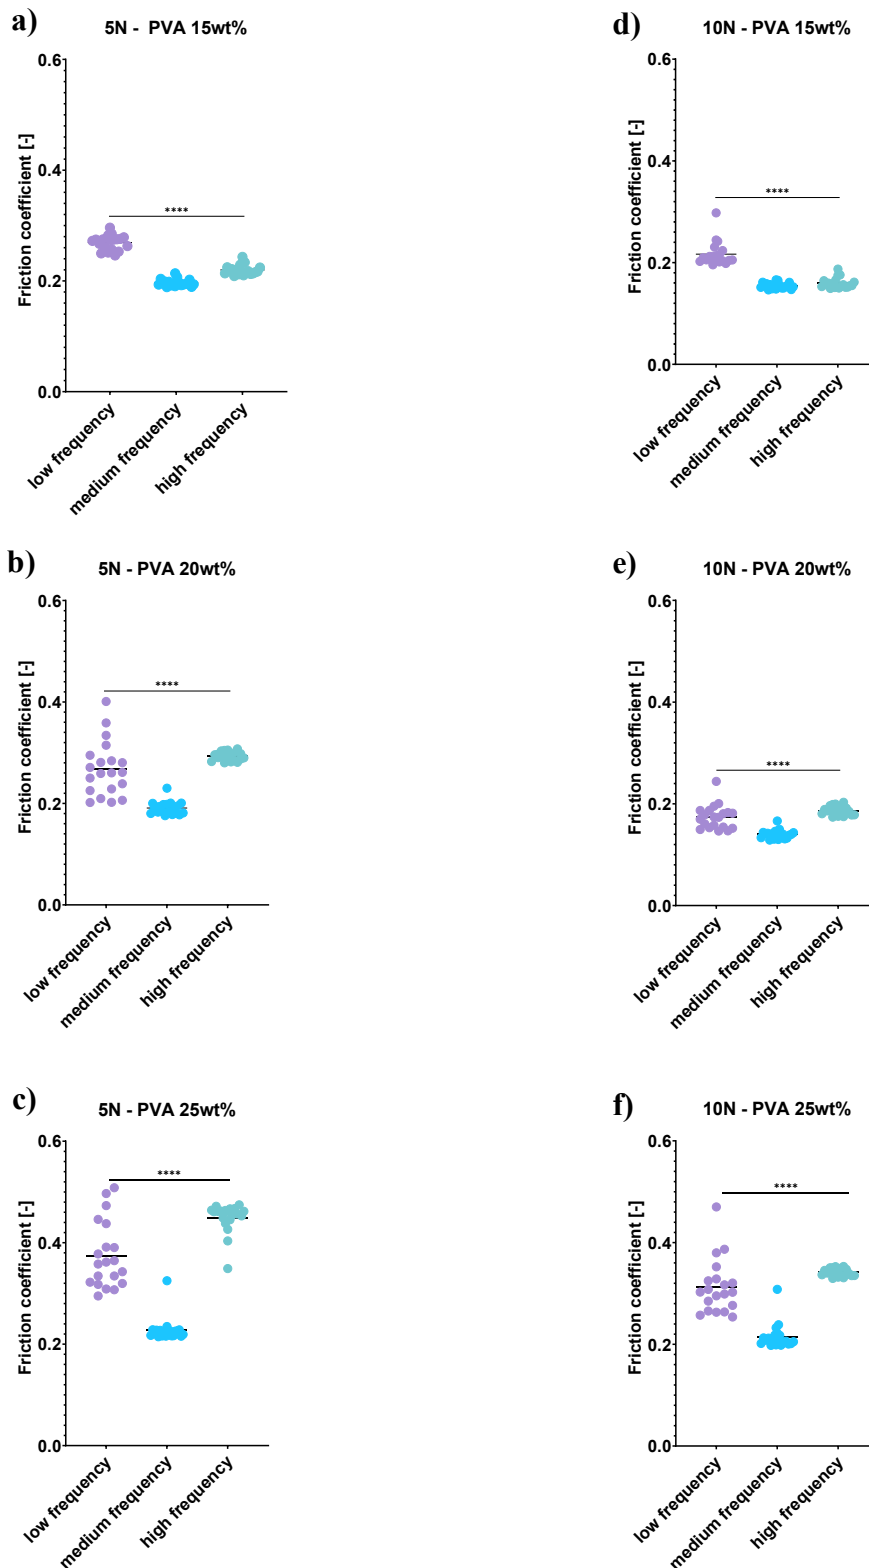 a)
5N - PVA 15wt%
Friction coefficient [-]
0.6
0.4
0.2
0.0
****
low frequency
medium frequency
high frequency
d)
10N - PVA 15wt%
Friction coefficient [-]
0.6
0.4
0.2
0.0
****
low frequency
medium frequency
high frequency
b)
5N - PVA 20wt%
Friction coefficient [-]
0.6
0.4
0.2
0.0
****
low frequency
medium frequency
high frequency
e)
10N - PVA 20wt%
Friction coefficient [-]
0.6
0.4
0.2
0.0
****
low frequency
medium frequency
high frequency
c)
5N - PVA 25wt%
Friction coefficient [-]
0.6
0.4
0.2
0.0
****
low frequency
medium frequency
high frequency
f)
10N - PVA 25wt%
Friction coefficient [-]
0.6
0.4
0.2
0.0
****
low frequency
medium frequency
high frequency